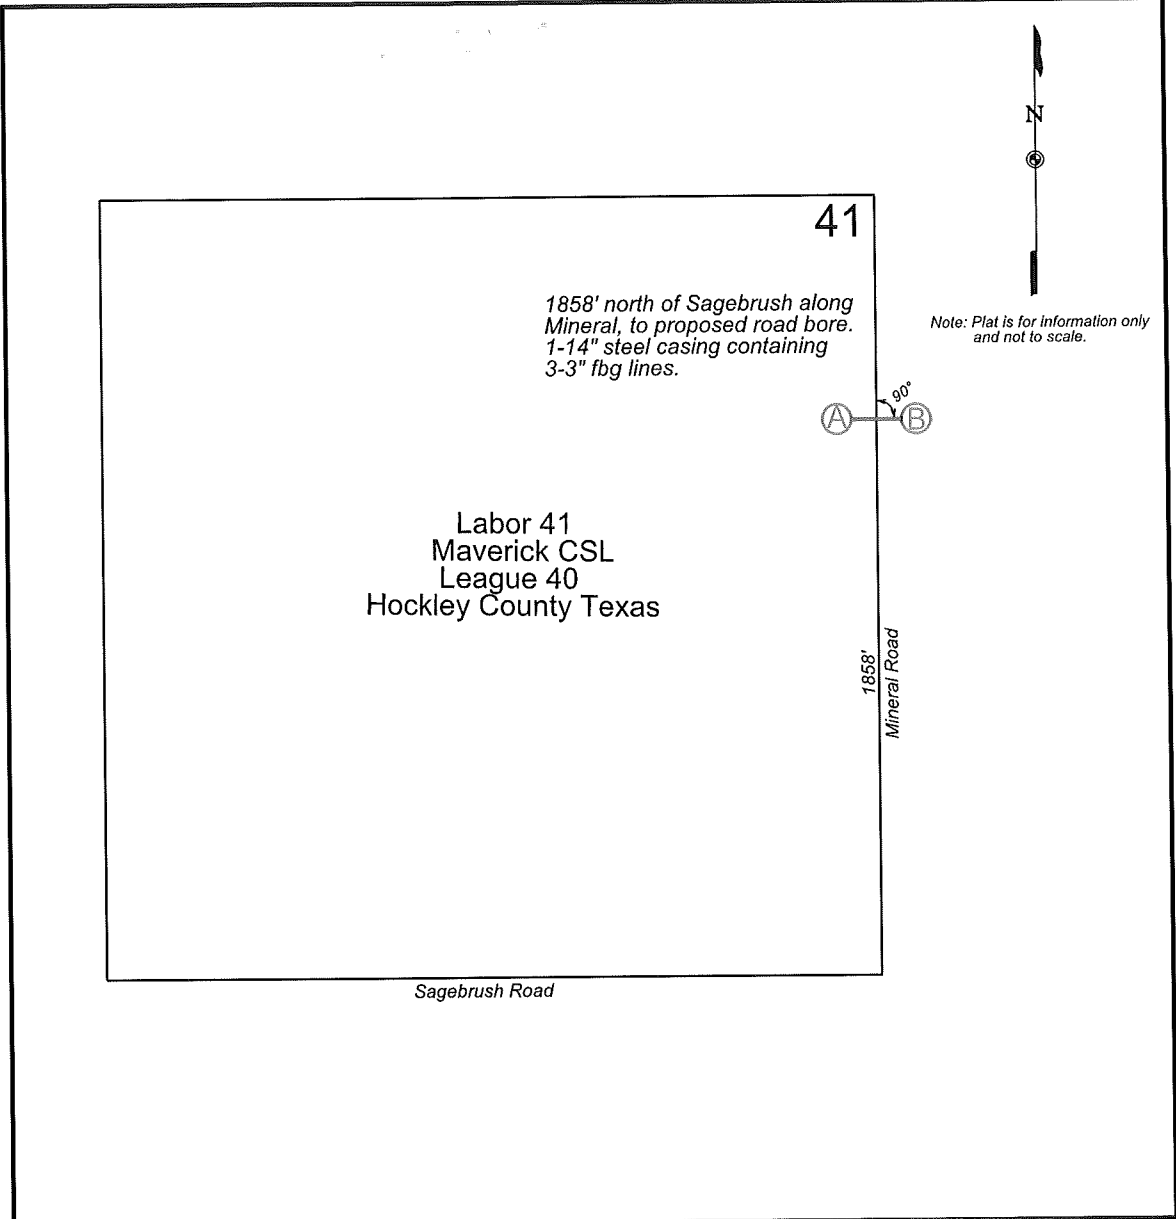 N
41
1858' north of Sagebrush along
Mineral, to proposed road bore.
1-14" steel casing containing
3-3" fbg lines.
Note: Plat is for information only
and not to scale.
90°
A
B
Labor 41
Maverick CSL
League 40
Hockley County Texas
1858'
Mineral Road
Sagebrush Road